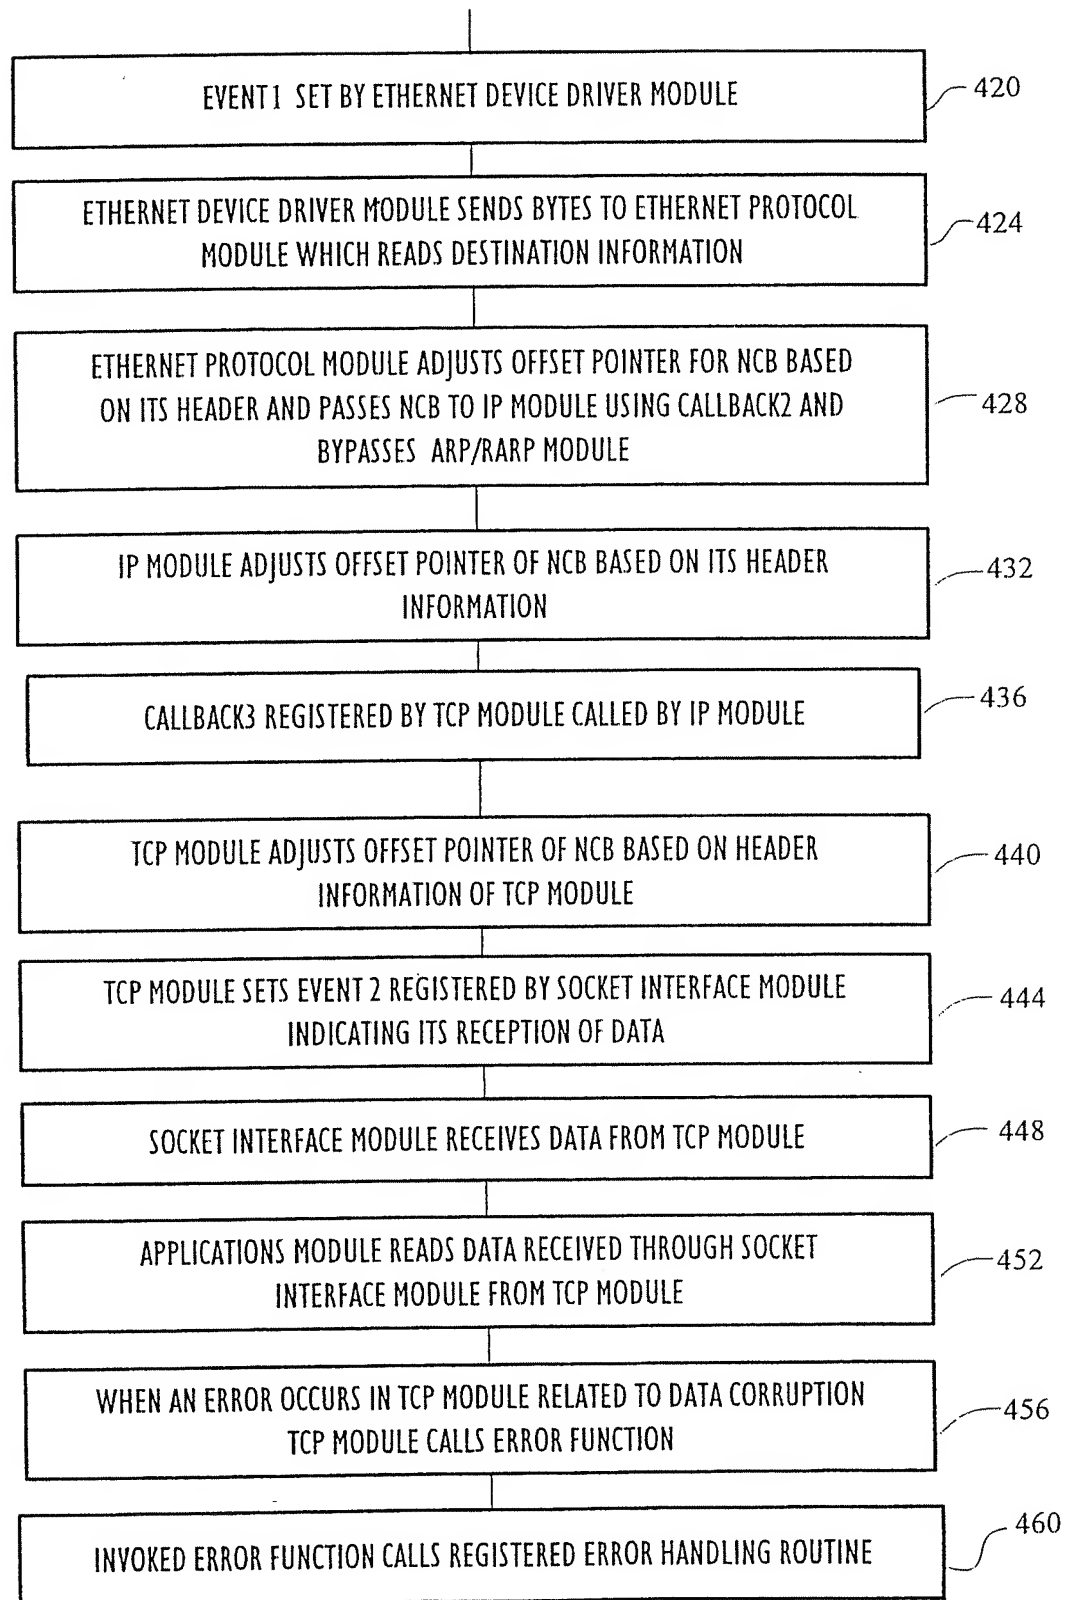 EVENT1 SET BY ETHERNET DEVICE DRIVER MODULE
420
ETHERNET DEVICE DRIVER MODULE SENDS BYTES TO ETHERNET PROTOCOL
MODULE WHICH READS DESTINATION INFORMATION
424
ETHERNET PROTOCOL MODULE ADJUSTS OFFSET POINTER FOR NCB BASED
ON ITS HEADER AND PASSES NCB TO IP MODULE USING CALLBACK2 AND
BYPASSES ARP/RARP MODULE
428
IP MODULE ADJUSTS OFFSET POINTER OF NCB BASED ON ITS HEADER
INFORMATION
432
CALLBACK3 REGISTERED BY TCP MODULE CALLED BY IP MODULE
436
TCP MODULE ADJUSTS OFFSET POINTER OF NCB BASED ON HEADER
INFORMATION OF TCP MODULE
440
TCP MODULE SETS EVENT 2 REGISTERED BY SOCKET INTERFACE MODULE
INDICATING ITS RECEPTION OF DATA
444
SOCKET INTERFACE MODULE RECEIVES DATA FROM TCP MODULE
448
APPLICATIONS MODULE READS DATA RECEIVED THROUGH SOCKET
INTERFACE MODULE FROM TCP MODULE
452
WHEN AN ERROR OCCURS IN TCP MODULE RELATED TO DATA CORRUPTION
TCP MODULE CALLS ERROR FUNCTION
456
INVOKED ERROR FUNCTION CALLS REGISTERED ERROR HANDLING ROUTINE
460